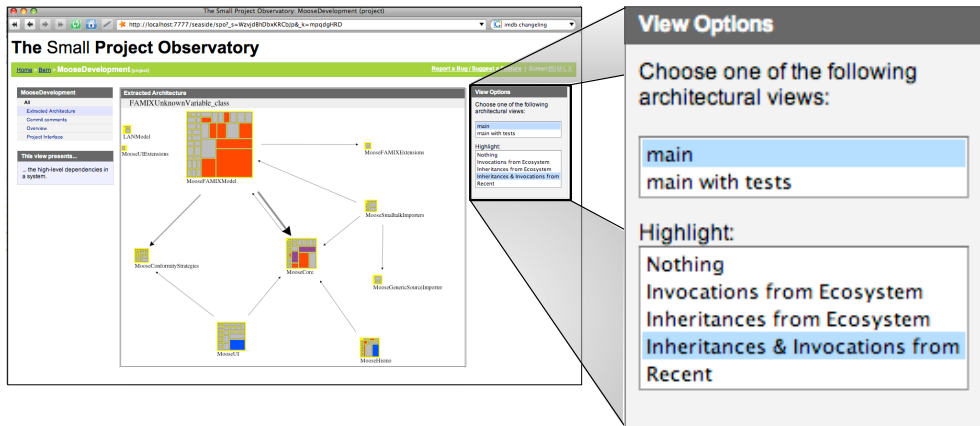 The Small Project Observatory: MooseDevelopment (project)
http://localhost:7777/seaside/spo?_s=WzvjdBhDbxKRCbJp&_k=mpqdgHRD
imdb changeling
The Small Project Observatory
Home > Bern > MooseDevelopment (project)
MooseDevelopment
All
Extracted Architecture
Commit comments
Overview
Project Interface
This view presents...
... the high-level dependencies in
a system.
Extracted Architecture
FAMIXUnknownVariable_class
LANModel
MooseUIExtensions
MooseFAMIXModel
MooseFAMIXExtensions
MooseSmalltalkImporters
MooseConformityStrategies
MooseCore
MooseGenericSourceImporter
MooseUI
MooseHismo
View Options
Choose one of the following
architectural views:
main
main with tests
Highlight:
Nothing
Invocations from Ecosystem
Inheritances from Ecosystem
Inheritances & Invocations from
Recent
View Options
Choose one of the following
architectural views:
main
main with tests
Highlight:
Nothing
Invocations from Ecosystem
Inheritances from Ecosystem
Inheritances & Invocations from
Recent